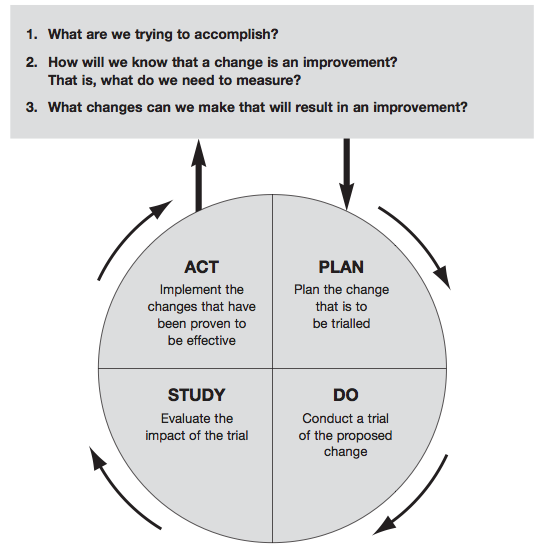 1. What are we trying to accomplish?
2. How will we know that a change is an improvement?
That is, what do we need to measure?
3. What changes can we make that will result in an improvement?
ACT
Implement the
changes that have
been proven to
be effective
PLAN
Plan the change
that is to
be trialled
STUDY
Evaluate the
impact of the trial
DO
Conduct a trial
of the proposed
change